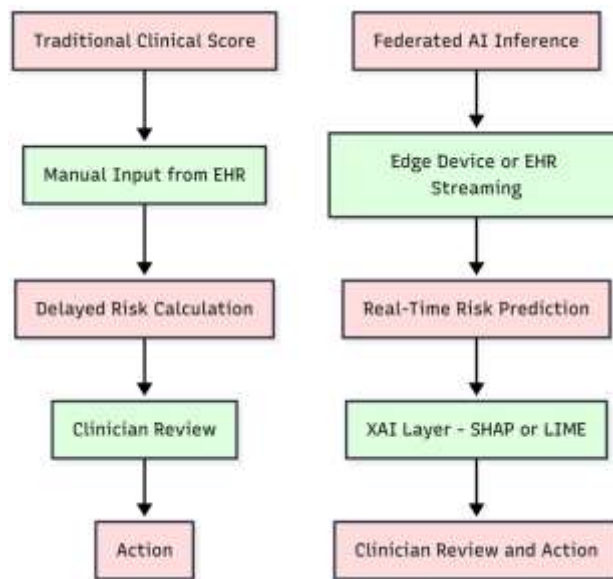 Traditional Clinical Score
Manual Input from EHR
Delayed Risk Calculation
Clinician Review
Action
Federated AI Inference
Edge Device or EHR
Streaming
Real-Time Risk Prediction
XAI Layer - SHAP or LIME
Clinician Review and Action